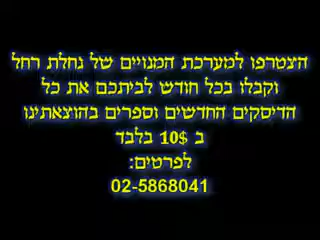 הצטרפו למערכת המנויים של נחלת רחל
וקבלו בכל חודש לביתכם את כל
הדיסקים החדשים וספרים בהוצאתינו
ב 10$ בלבד
לפרטים:
02-5868041